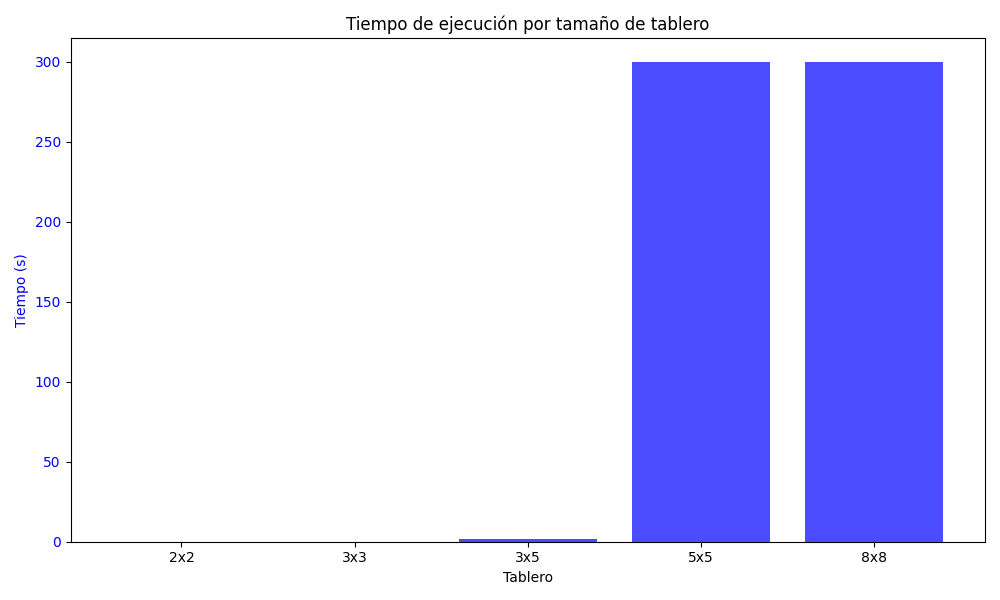 Tiempo de ejecución por tamaño de tablero
300
250
200
150
100
50
0
Tiempo (s)
2x2 3x3 3x5 5x5 8x8
Tablero